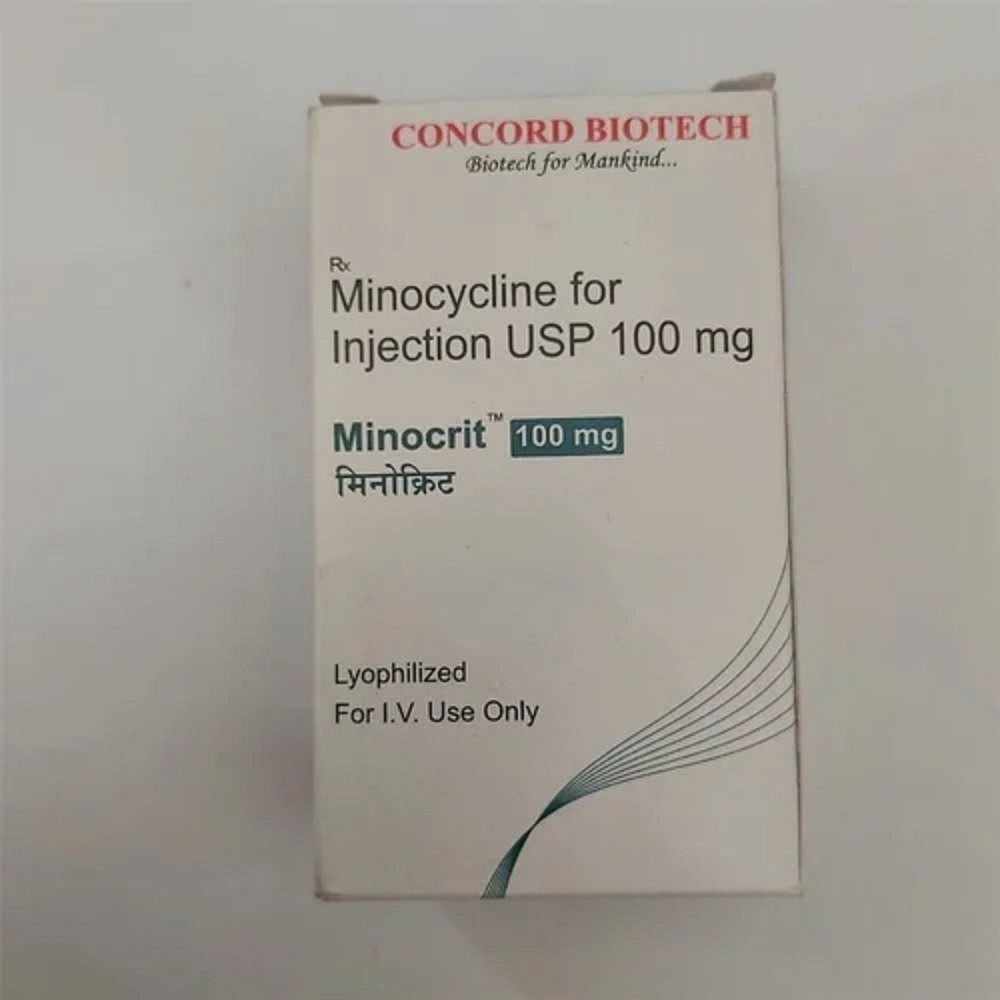 CONCORD BIOTECH
Biotech for Mankind...
Rx
Minocycline for
Injection USP 100 mg
Minocrit™ 100 mg
मिनोक्रिट
Lyophilized
For I.V. Use Only